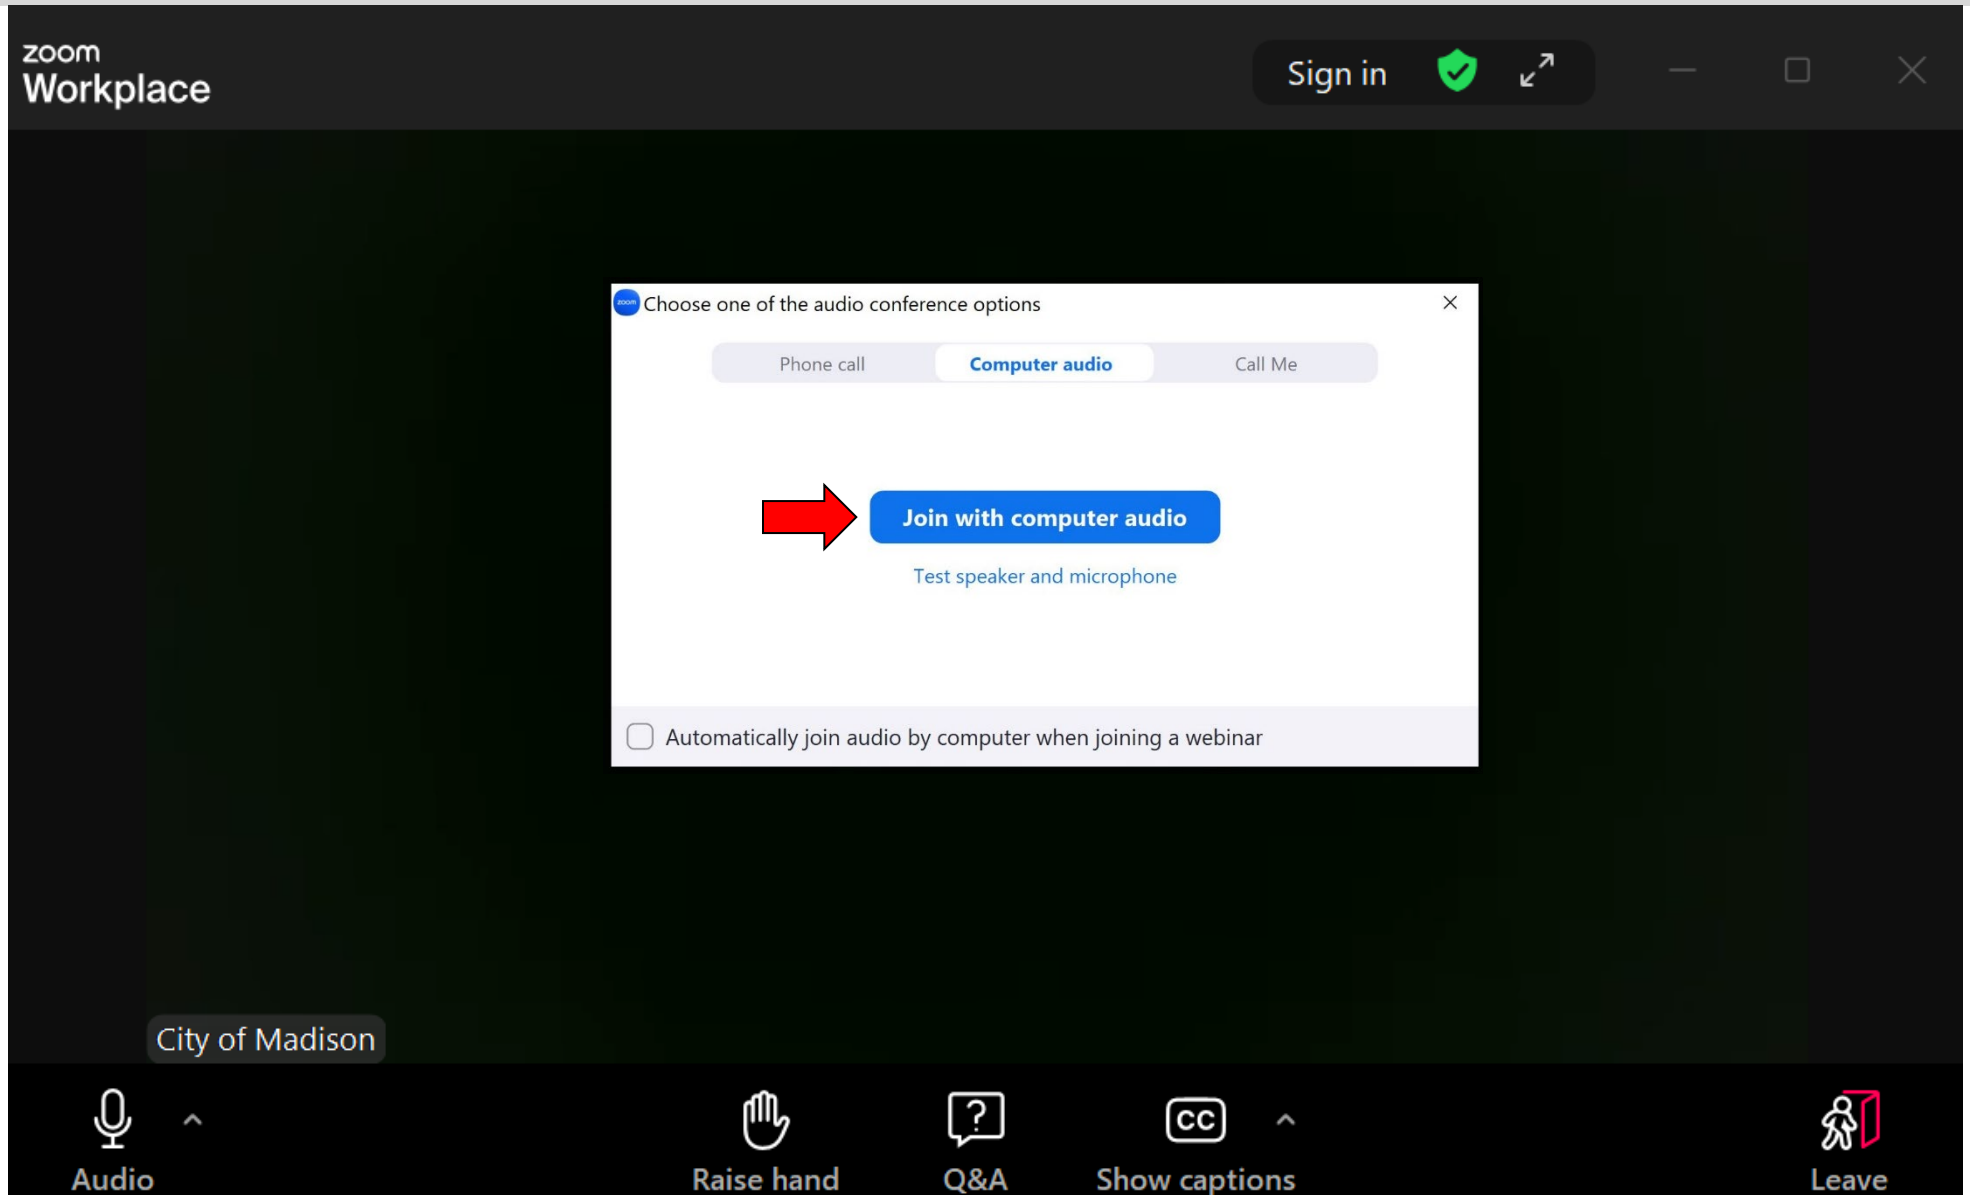 zoom
Workplace
Sign in
zoom
Choose one of the audio conference options
Phone call
Computer audio
Call Me
Join with computer audio
Test speaker and microphone
Automatically join audio by computer when joining a webinar
City of Madison
CC
Audio
Raise hand
Q&A
Show captions
Leave